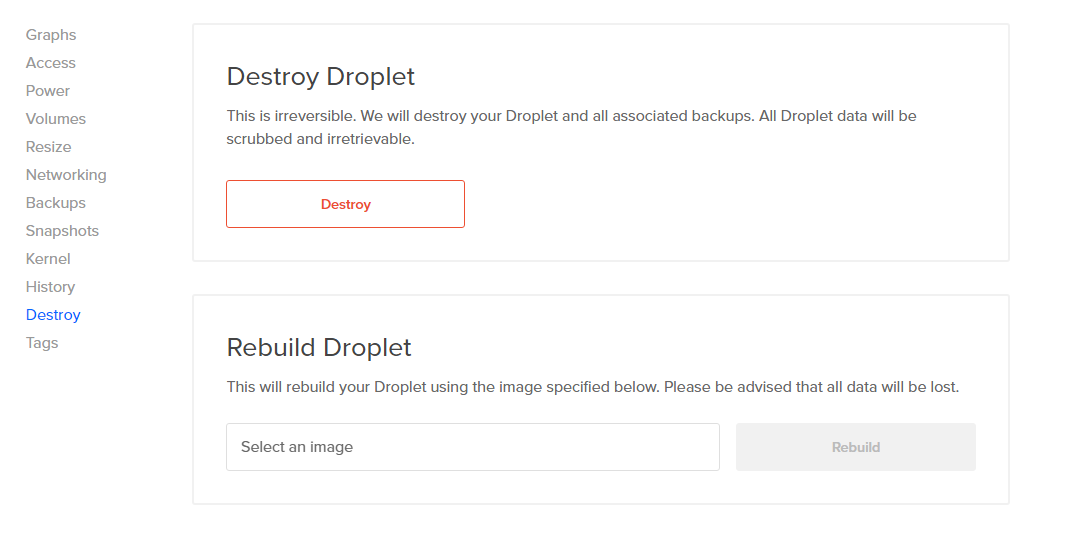 Graphs
Access
Power
Volumes
Resize
Networking
Backups
Snapshots
Kernel
History
Destroy
Tags
Destroy Droplet
This is irreversible. We will destroy your Droplet and all associated backups. All Droplet data will be
scrubbed and irretrievable.
Destroy
Rebuild Droplet
This will rebuild your Droplet using the image specified below. Please be advised that all data will be lost.
Select an image
Rebuild